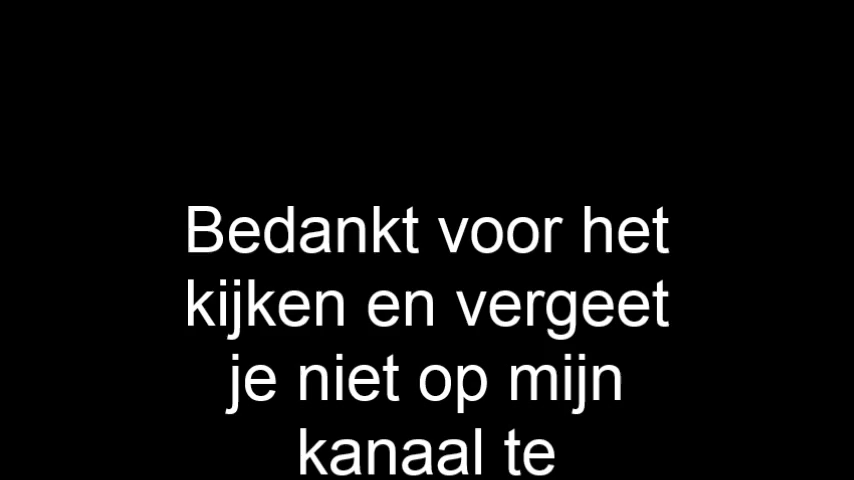 Bedankt voor het
kijken en vergeet
je niet op mijn
kanaal te